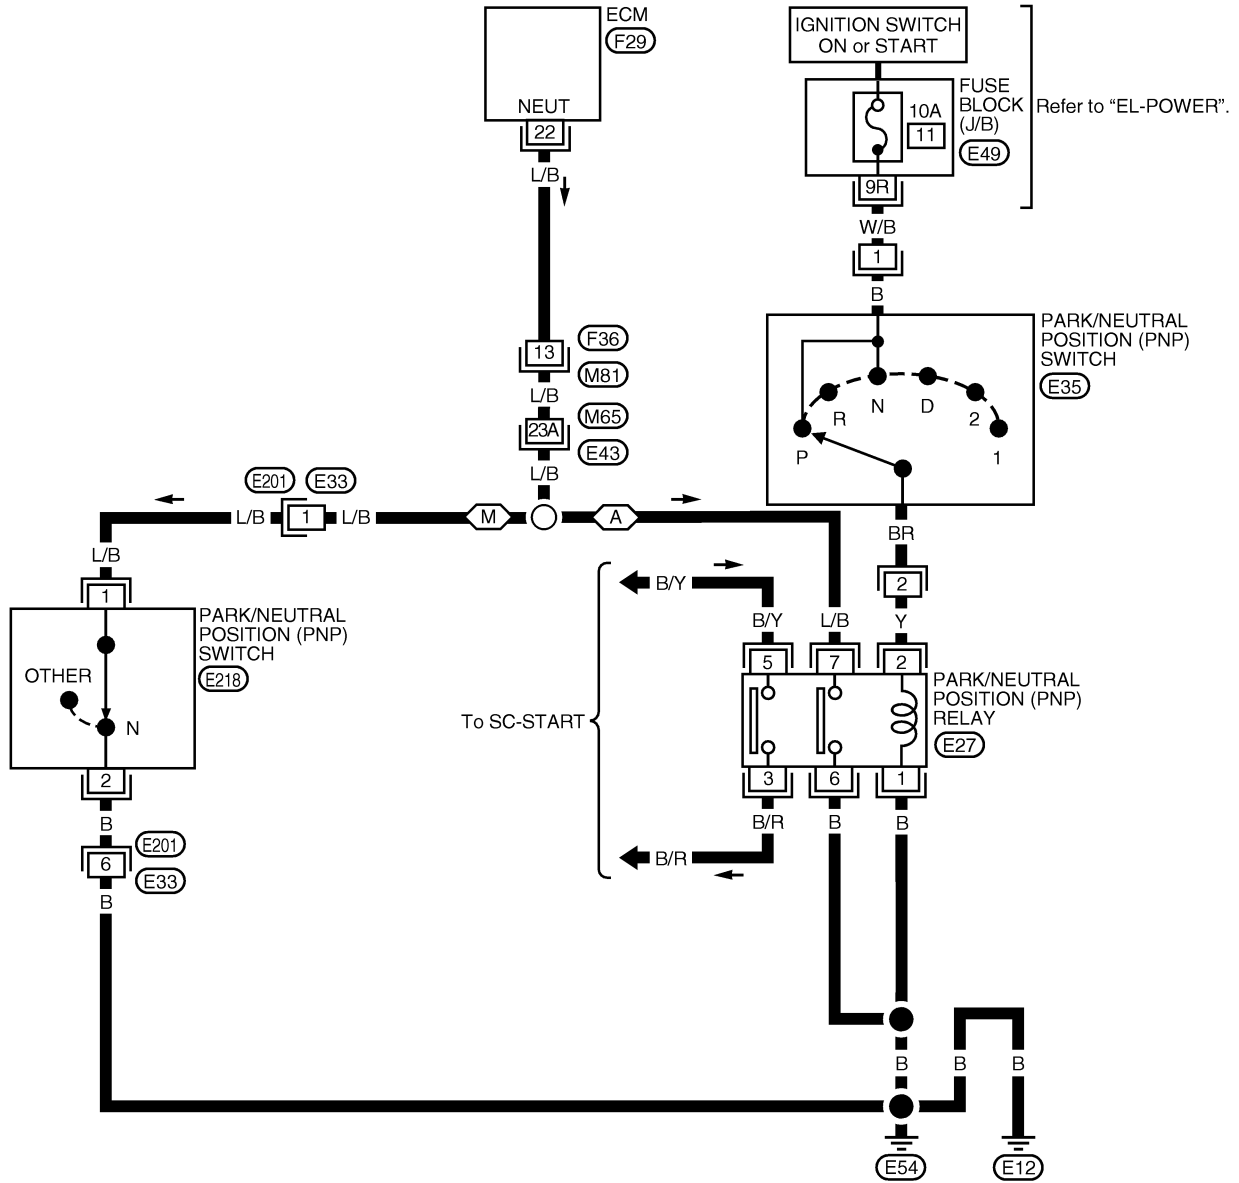 ECM
F29
NEUT
22
L/B
IGNITION SWITCH
ON or START
FUSE
BLOCK
(J/B)
10A
11
E49
Refer to “EL-POWER”.
9R
W/B
1
B
13
F36
M81
L/B
23A
M65
E43
L/B
PARK/NEUTRAL
POSITION (PNP)
SWITCH
E35
P
R
N
D
2
1
E201
E33
L/B
1
L/B
M
A
L/B
1
PARK/NEUTRAL
POSITION (PNP)
SWITCH
E218
OTHER
N
2
B
E201
6
E33
B
BR
2
Y
B/Y
B/Y
L/B
5
7
2
PARK/NEUTRAL
POSITION (PNP)
RELAY
E27
To SC-START
3
6
1
B/R
B
B
B/R
B
B
B
E54
E12